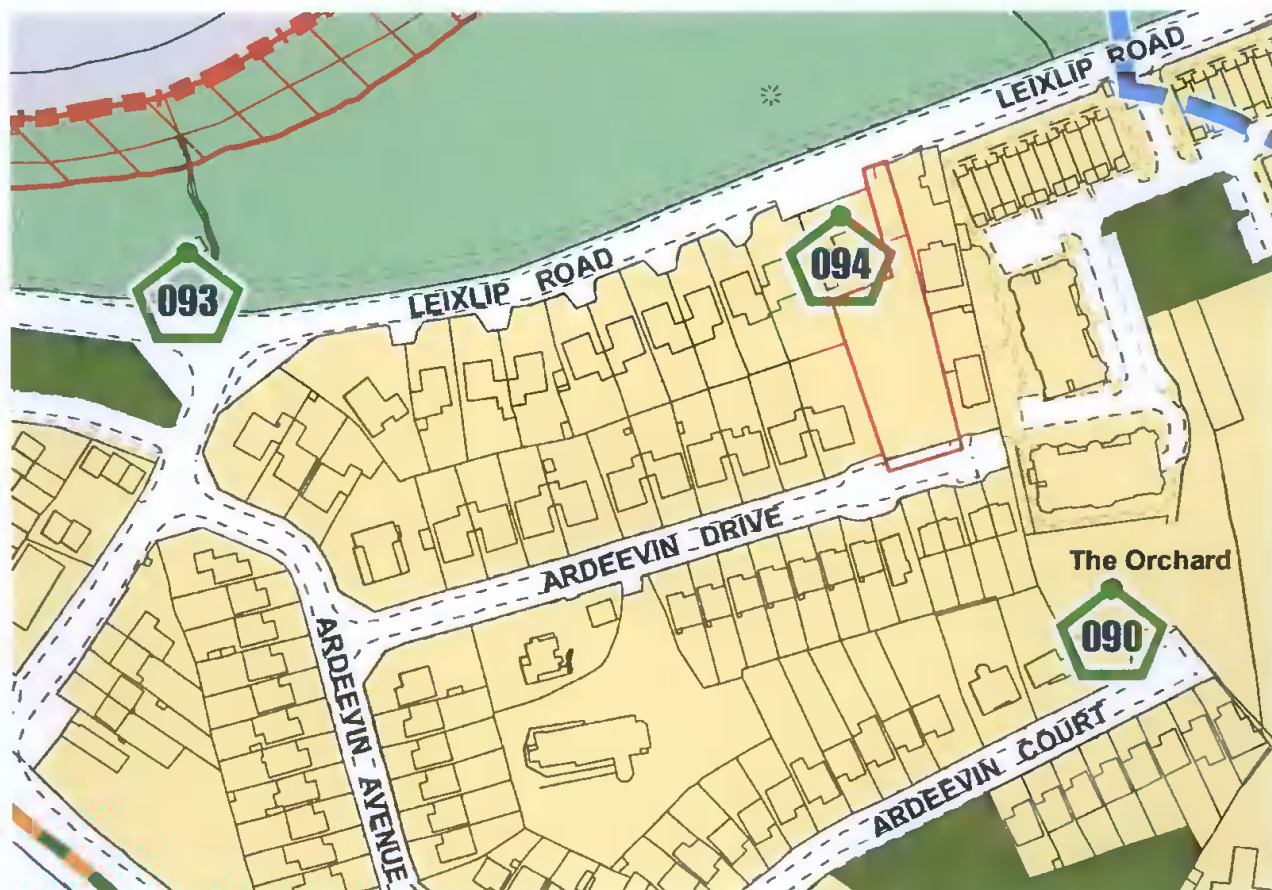 LEIXLIP ROAD
LEIXLIP ROAD
094
093
ARDEEVIN DRIVE
The Orchard
090
ARDEEVIN AVENUE
ARDEEVIN COURT